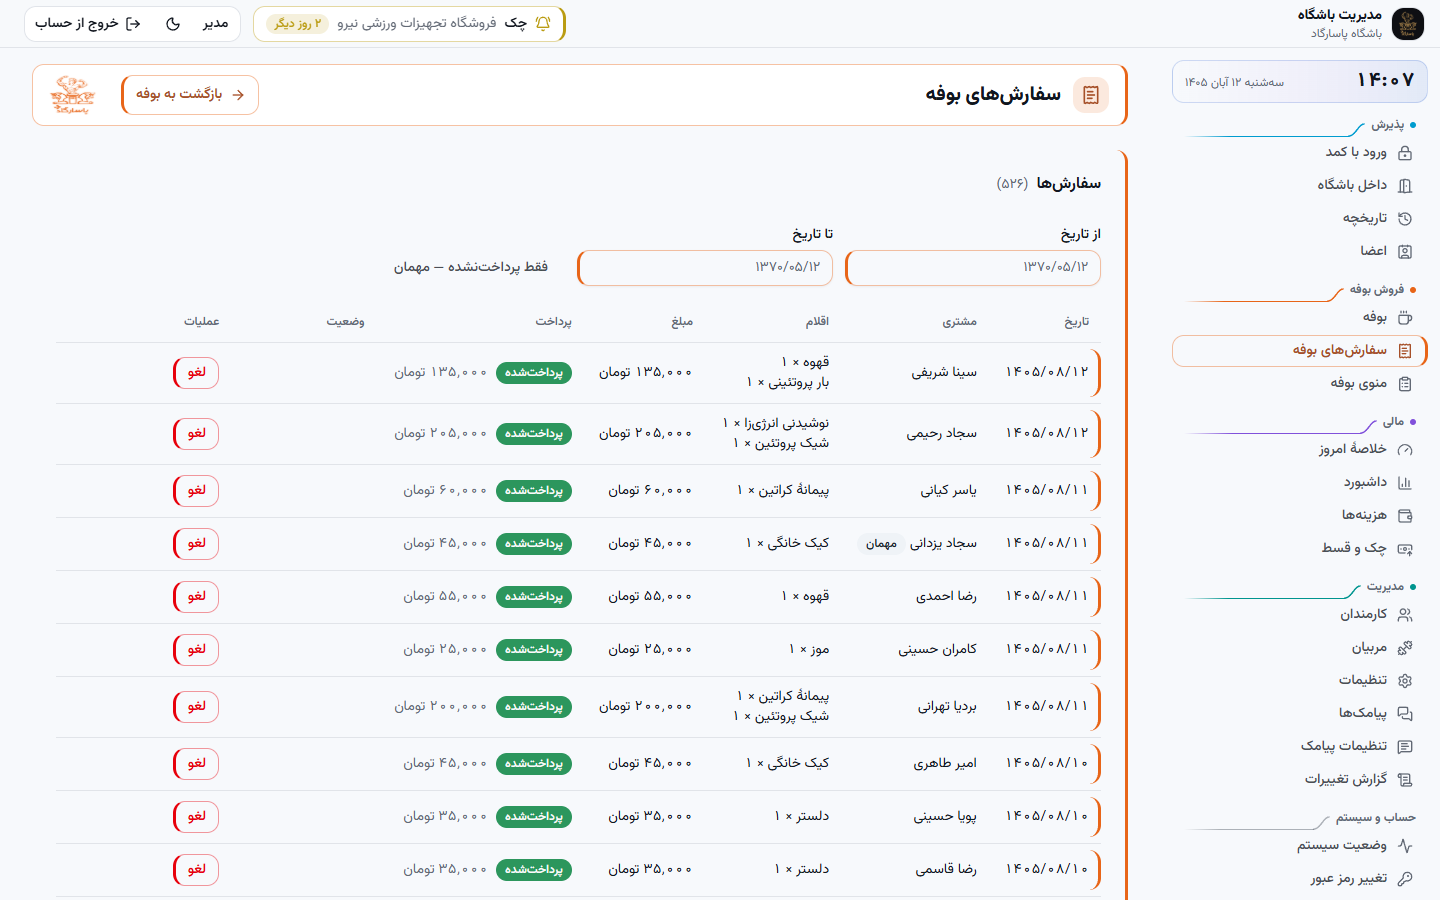 مدیریت باشگاه
باشگاه پاسارگاد
چک فروشگاه تجهیزات ورزشی نیرو ۲ روز دیگر
مدیر
خروج از حساب
۱۴:۰۷
سه‌شنبه ۱۲ آبان ۱۴۰۵
پذیرش
ورود با کمد
داخل باشگاه
تاریخچه
اعضا
فروش بوفه
بوفه
سفارش‌های بوفه
منوی بوفه
مالی
خلاصهٔ امروز
داشبورد
هزینه‌ها
چک و قسط
مدیریت
کارمندان
مربیان
تنظیمات
پیامک‌ها
تنظیمات پیامک
گزارش تغییرات
حساب و سیستم
وضعیت سیستم
تغییر رمز عبور
سفارش‌های بوفه
بازگشت به بوفه
پاسارگاد
سفارش‌ها (۵۲۶)
از تاریخ
تا تاریخ
۱۳۷۰/۰۵/۱۲
۱۳۷۰/۰۵/۱۲
فقط پرداخت‌نشده — مهمان
تاریخ مشتری اقلام مبلغ پرداخت وضعیت عملیات
۱۴۰۵/۰۸/۱۲ سینا شریفی قهوه × ۱
بار پروتئینی × ۱ ۱۳۵,۰۰۰ تومان پرداخت‌شده ۱۳۵,۰۰۰ تومان لغو
۱۴۰۵/۰۸/۱۲ سجاد رحیمی نوشیدنی انرژی‌زا × ۱
شیک پروتئین × ۱ ۲۰۵,۰۰۰ تومان پرداخت‌شده ۲۰۵,۰۰۰ تومان لغو
۱۴۰۵/۰۸/۱۱ یاسر کیانی پیمانهٔ کراتین × ۱ ۶۰,۰۰۰ تومان پرداخت‌شده ۶۰,۰۰۰ تومان لغو
۱۴۰۵/۰۸/۱۱ سجاد یزدانی مهمان کیک خانگی × ۱ ۴۵,۰۰۰ تومان پرداخت‌شده ۴۵,۰۰۰ تومان لغو
۱۴۰۵/۰۸/۱۱ رضا احمدی قهوه × ۱ ۵۵,۰۰۰ تومان پرداخت‌شده ۵۵,۰۰۰ تومان لغو
۱۴۰۵/۰۸/۱۱ کامران حسینی موز × ۱ ۲۵,۰۰۰ تومان پرداخت‌شده ۲۵,۰۰۰ تومان لغو
۱۴۰۵/۰۸/۱۱ بردیا تهرانی پیمانهٔ کراتین × ۱
شیک پروتئین × ۱ ۲۰۰,۰۰۰ تومان پرداخت‌شده ۲۰۰,۰۰۰ تومان لغو
۱۴۰۵/۰۸/۱۰ امیر طاهری کیک خانگی × ۱ ۴۵,۰۰۰ تومان پرداخت‌شده ۴۵,۰۰۰ تومان لغو
۱۴۰۵/۰۸/۱۰ پویا حسینی دلستر × ۱ ۳۵,۰۰۰ تومان پرداخت‌شده ۳۵,۰۰۰ تومان لغو
۱۴۰۵/۰۸/۱۰ رضا قاسمی دلستر × ۱ ۳۵,۰۰۰ تومان پرداخت‌شده ۳۵,۰۰۰ تومان لغو